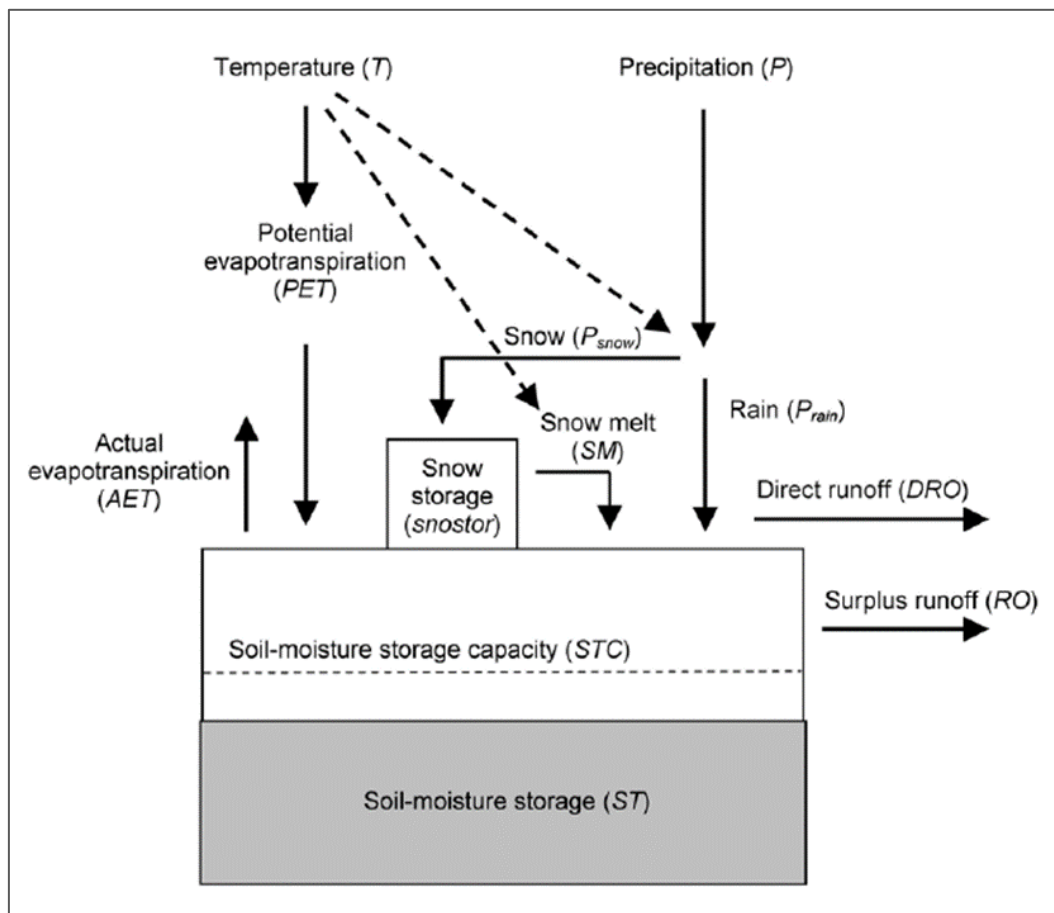 Temperature (T)
Precipitation (P)
Potential
evapotranspiration
(PET)
Snow (Psnow)
Rain (Prain)
Snow melt
(SM)
Actual
evapotranspiration
(AET)
Snow
storage
(snostor)
Direct runoff (DRO)
Surplus runoff (RO)
Soil-moisture storage capacity (STC)
Soil-moisture storage (ST)